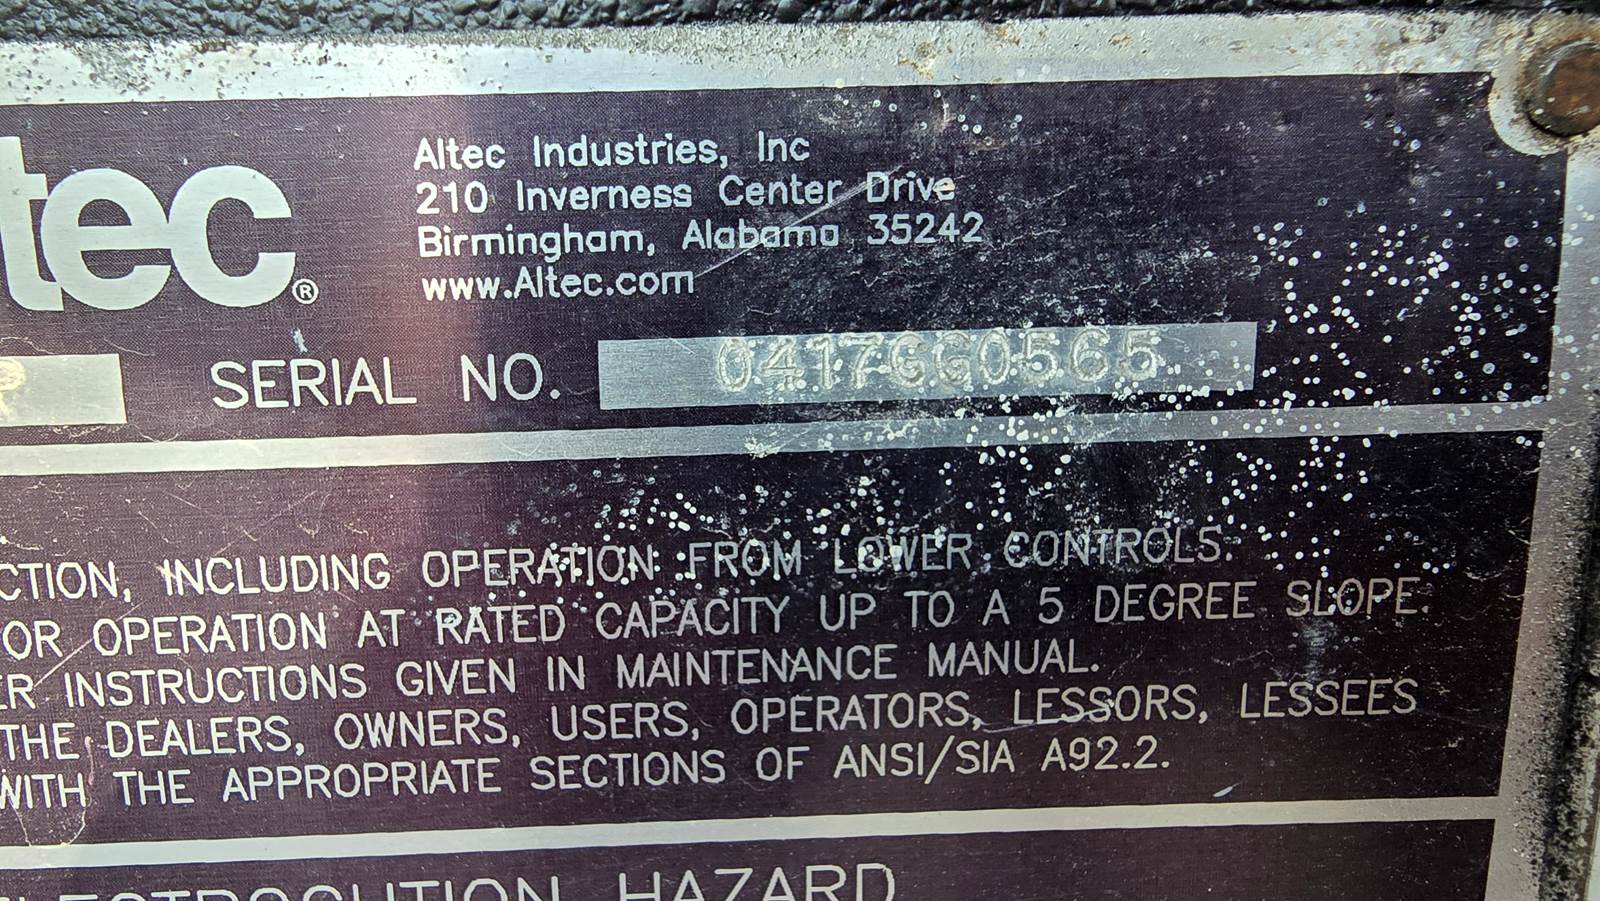 Altec Industries, Inc
210 Inverness Center Drive
Birmingham, Alabama 35242
www.Altec.com
tec®
SERIAL NO. 0417GG0565
CTION, INCLUDING OPERATION FROM LOWER CONTROLS.
OR OPERATION AT RATED CAPACITY UP TO A 5 DEGREE SLOPE.
ER INSTRUCTIONS GIVEN IN MAINTENANCE MANUAL.
THE DEALERS, OWNERS, USERS, OPERATORS, LESSORS, LESSEES
WITH THE APPROPRIATE SECTIONS OF ANSI/SIA A92.2.
LECTROCUTION HAZARD